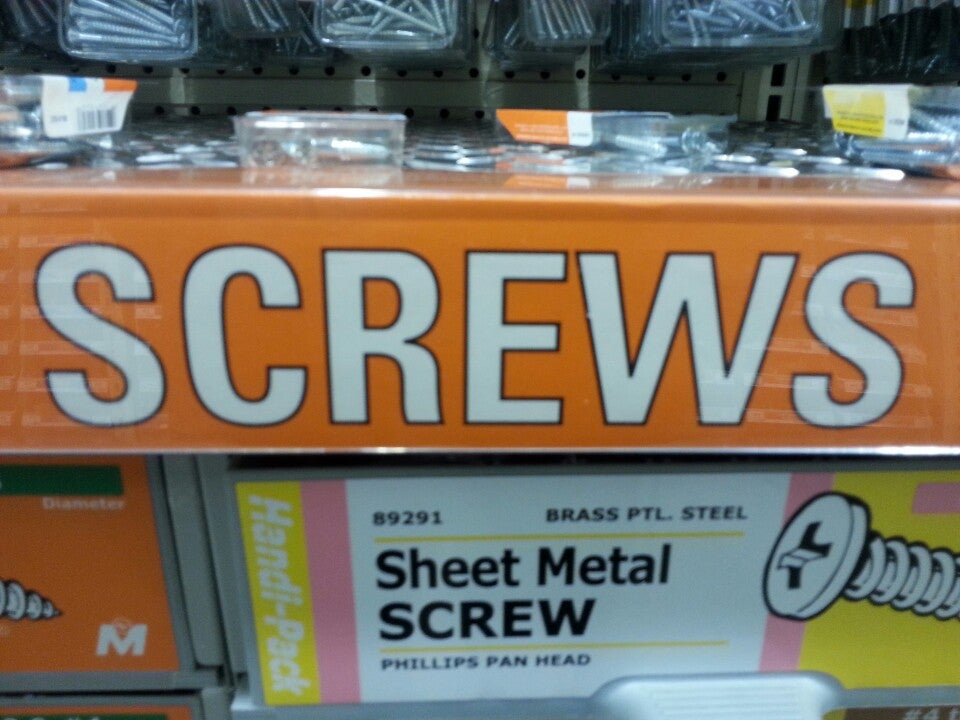 SCREWS
Diameter
M
Handi-Pack
89291 BRASS PTL. STEEL
Sheet Metal
SCREW
PHILLIPS PAN HEAD